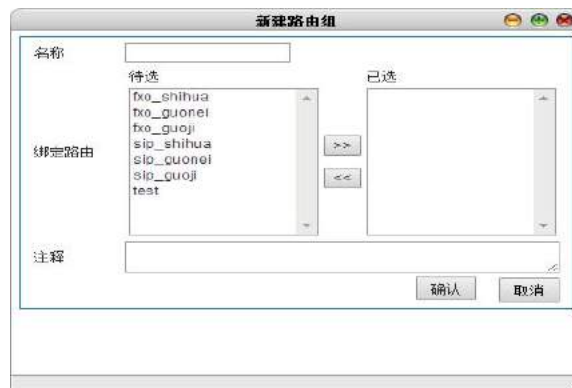 新建路由组
名称
待选
已选
fxo_shihua
fxo_guonei
fxo_guoji
sip_shihua
sip_guonei
sip_guoji
test
绑定路由
>>
<<
注释
确认
取消